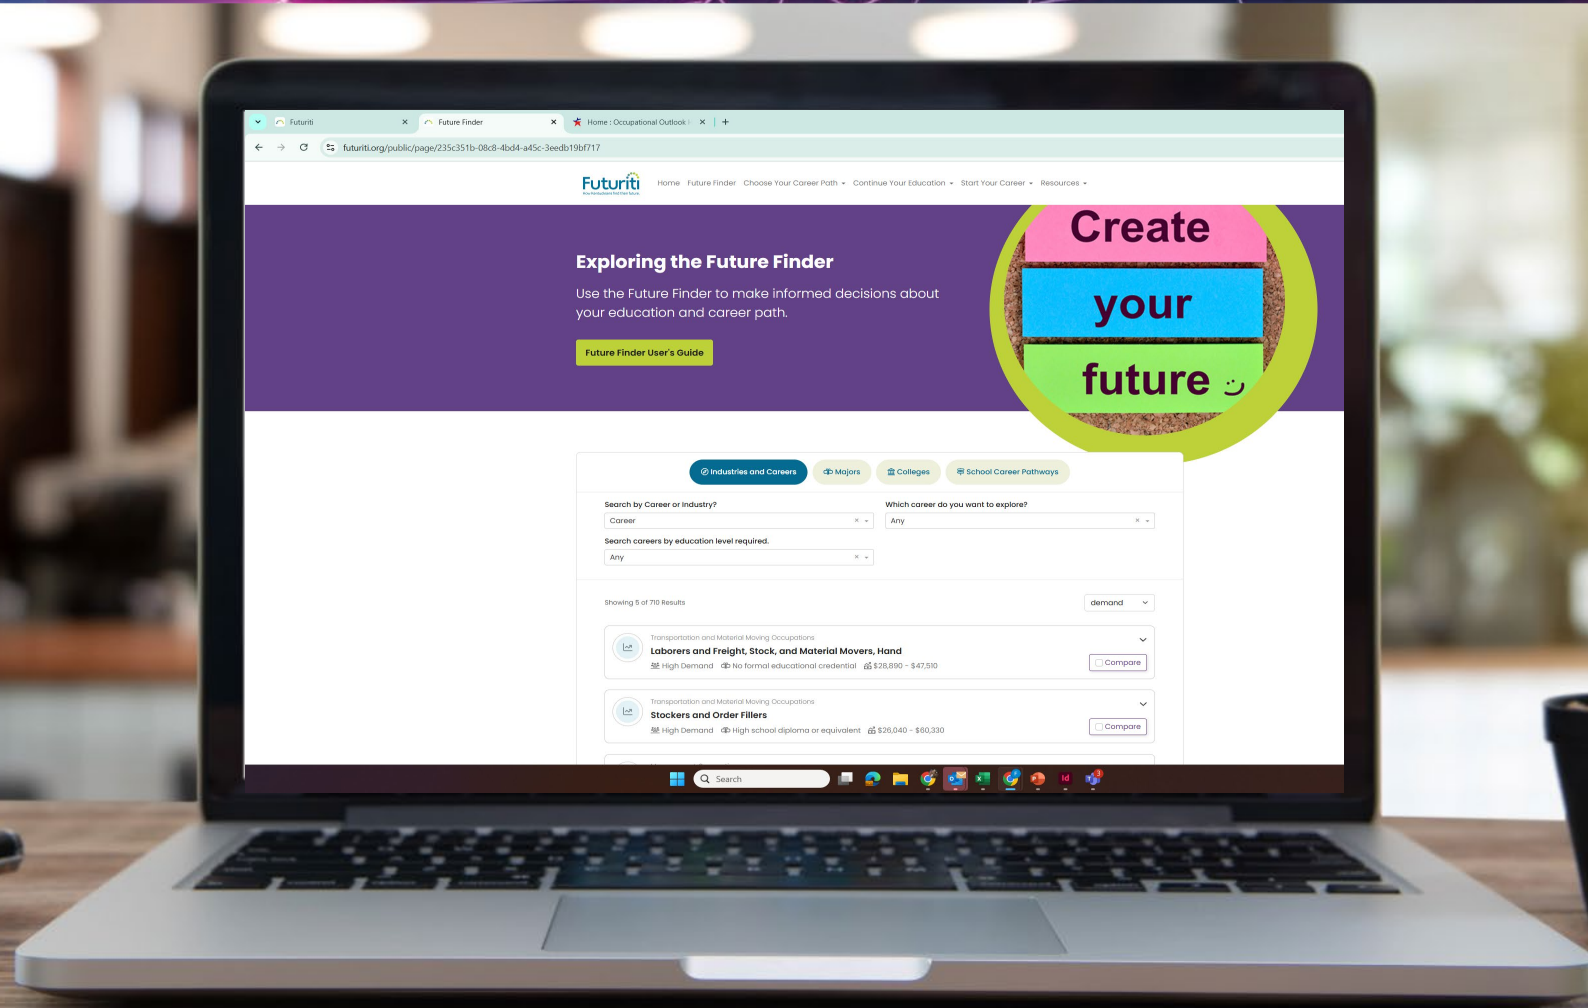 Futuriti
Future Finder
Home : Occupational Outlook
futuriti.org/public/page/235c351b-08c8-4bd4-a45c-3eedb19bf717
Futuriti
Home Future Finder Choose Your Career Path Continue Your Education Start Your Career Resources
Exploring the Future Finder
Use the Future Finder to make informed decisions about
your education and career path.
Future Finder User's Guide
Create
your
future
Industries and Careers Majors Colleges School Career Pathways
Search by Career or Industry? Which career do you want to explore?
Career Any
Search careers by education level required.
Any
Showing 5 of 710 Results demand
Transportation and Material Moving Occupations
Laborers and Freight, Stock, and Material Movers, Hand
High Demand No formal educational credential $28,890 - $47,510
Compare
Transportation and Material Moving Occupations
Stockers and Order Fillers
High Demand High school diploma or equivalent $26,040 - $60,330
Compare
Search
Id
3